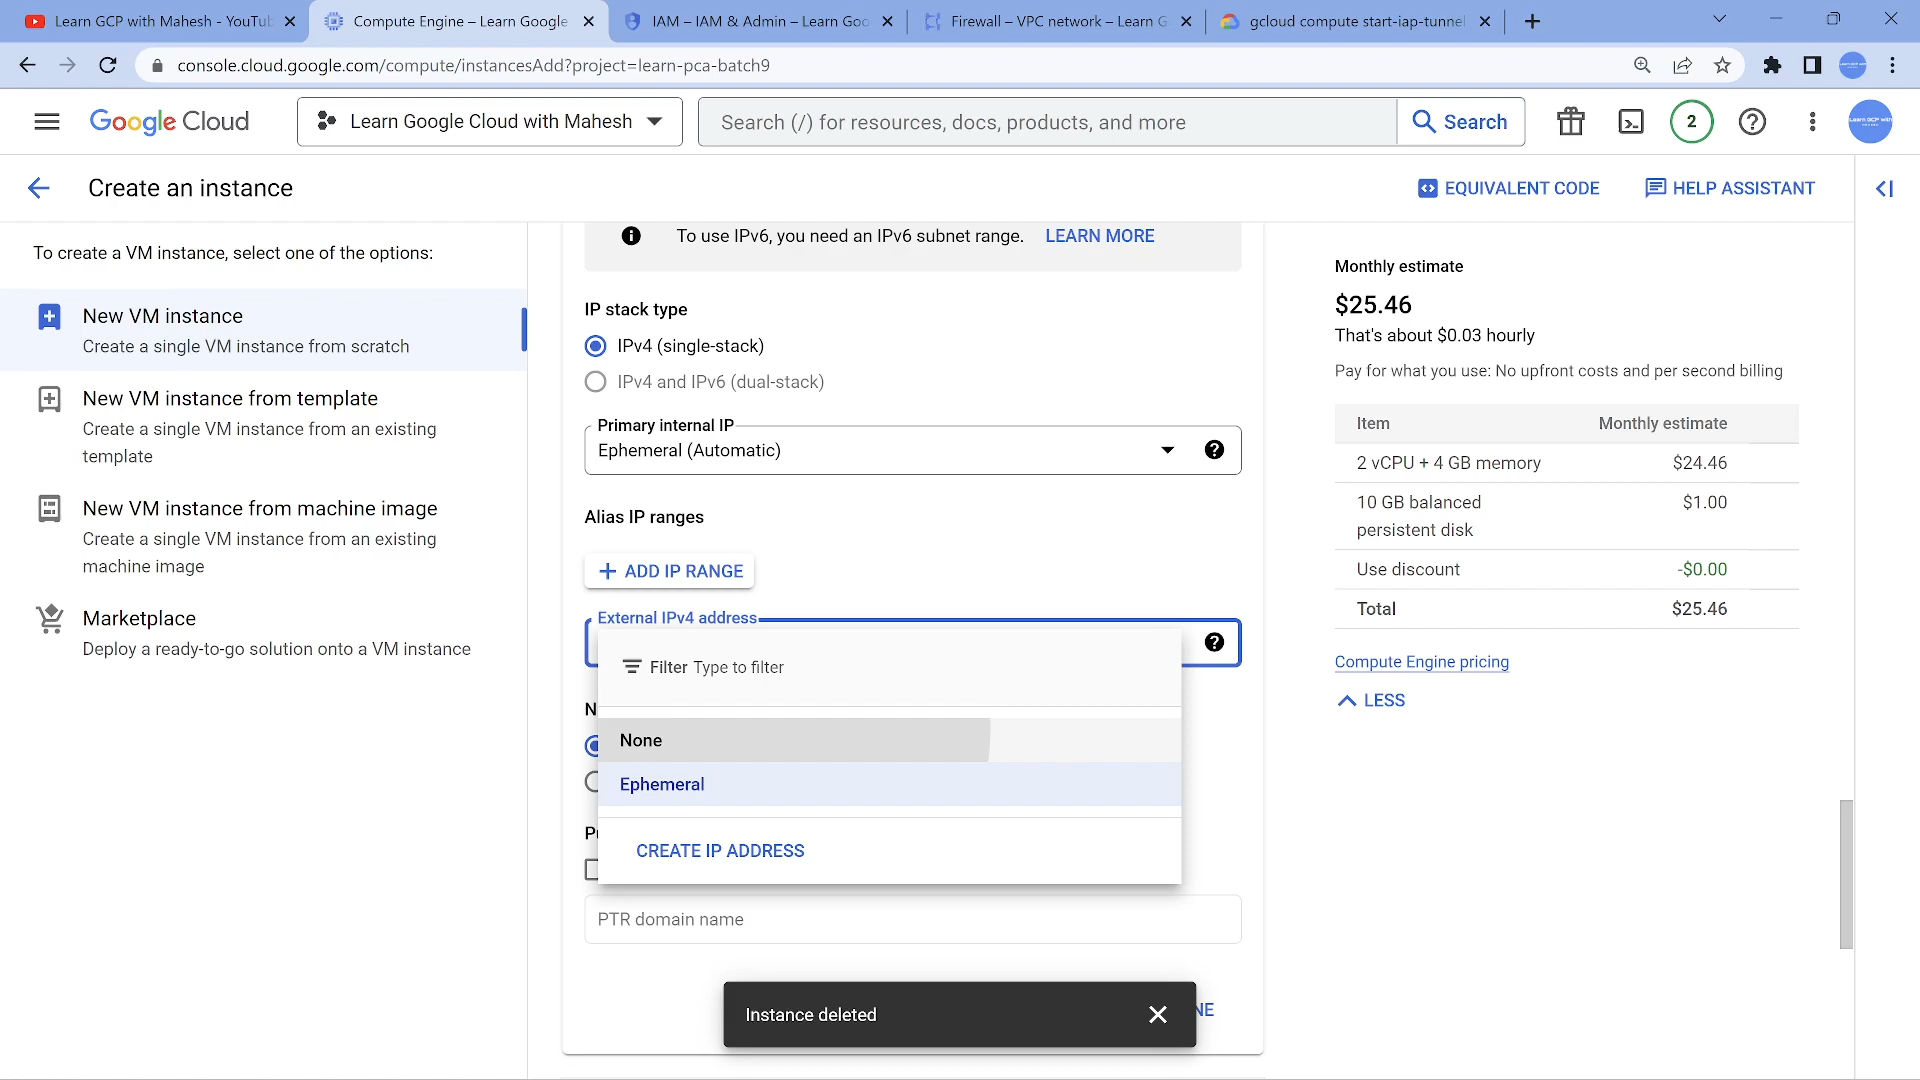 Learn GCP with Mahesh - YouTub
Compute Engine – Learn Google
IAM – IAM & Admin – Learn Goo
Firewall – VPC network – Learn G
gcloud compute start-iap-tunnel
console.cloud.google.com/compute/instancesAdd?project=learn-pca-batch9
Google Cloud
Learn Google Cloud with Mahesh
Search (/) for resources, docs, products, and more
Search
2
Create an instance
EQUIVALENT CODE
HELP ASSISTANT
To create a VM instance, select one of the options:
New VM instance
Create a single VM instance from scratch
New VM instance from template
Create a single VM instance from an existing
template
New VM instance from machine image
Create a single VM instance from an existing
machine image
Marketplace
Deploy a ready-to-go solution onto a VM instance
To use IPv6, you need an IPv6 subnet range. LEARN MORE
IP stack type
IPv4 (single-stack)
IPv4 and IPv6 (dual-stack)
Primary internal IP
Ephemeral (Automatic)
Alias IP ranges
ADD IP RANGE
External IPv4 address
Filter Type to filter
N
None
Ephemeral
P
CREATE IP ADDRESS
PTR domain name
Instance deleted
NE
Monthly estimate
$25.46
That's about $0.03 hourly
Pay for what you use: No upfront costs and per second billing
Item Monthly estimate
2 vCPU + 4 GB memory $24.46
10 GB balanced $1.00
persistent disk
Use discount -$0.00
Total $25.46
Compute Engine pricing
LESS